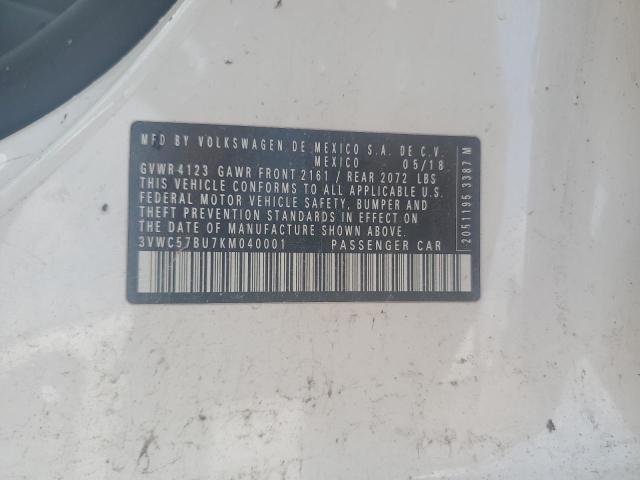 MFD BY VOLKSWAGEN DE MEXICO S.A. DE C.V.
MEXICO 05/18
GVWR 4123 GAWR FRONT 2161 / REAR 2072 LBS
THIS VEHICLE CONFORMS TO ALL APPLICABLE U.S.
FEDERAL MOTOR VEHICLE SAFETY, BUMPER AND
THEFT PREVENTION STANDARDS IN EFFECT ON
THE DATE OF MANUFACTURE SHOWN ABOVE.
3VWC57BU7KM040001 PASSENGER CAR
2051195 3387 M